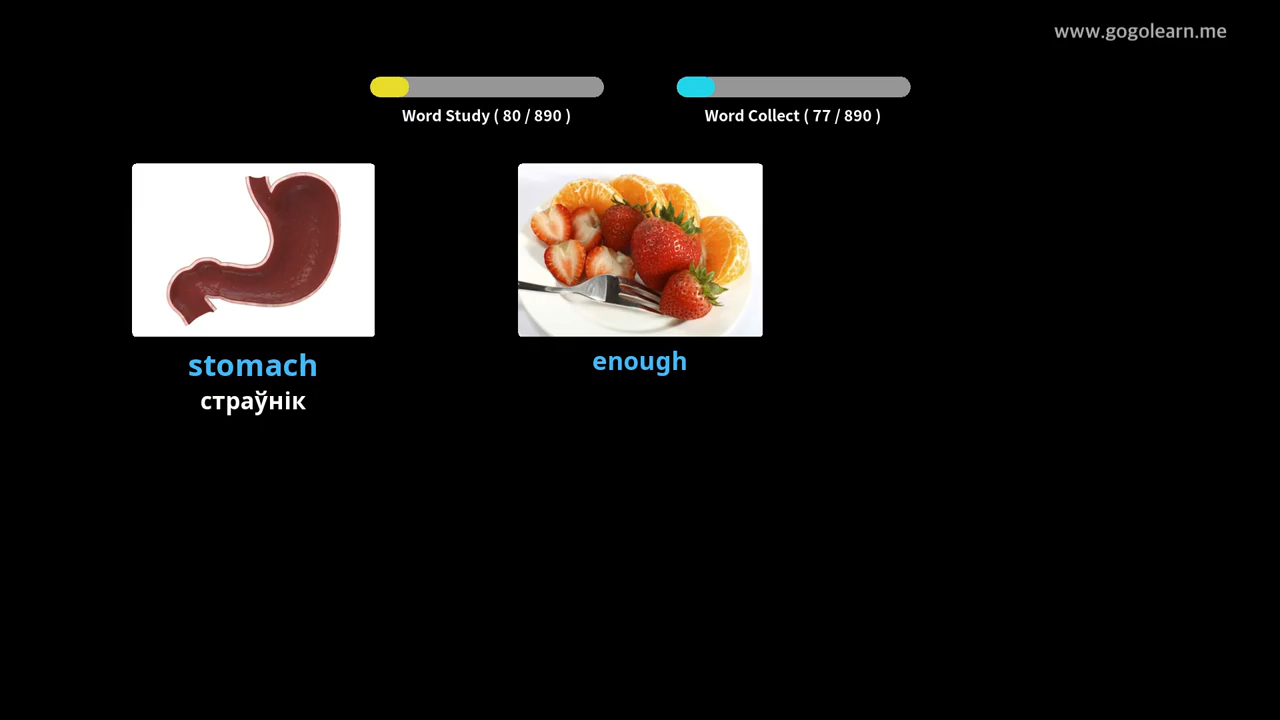 www.gogolearn.me
Word Study ( 80 / 890 )
Word Collect ( 77 / 890 )
stomach
страўнік
enough